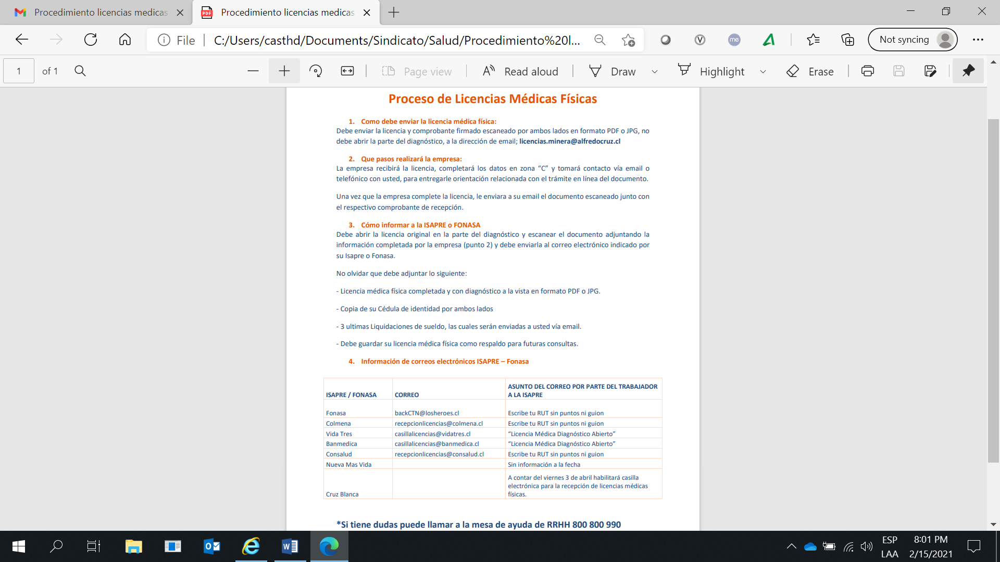 Procedimiento licencias medicas
Procedimiento licencias medicas
File
C:/Users/casthd/Documents/Sindicato/Salud/Procedimiento%20l...
me
Not syncing
1 of 1
Page view
Read aloud
Draw
Highlight
Erase
Proceso de Licencias Médicas Físicas
1. Como debe enviar la licencia médica física:
Debe enviar la licencia y comprobante firmado escaneado por ambos lados en formato PDF o JPG, no
debe abrir la parte del diagnóstico, a la dirección de email; licencias.minera@alfredocruz.cl
2. Que pasos realizará la empresa:
La empresa recibirá la licencia, completará los datos en zona “C” y tomará contacto vía email o
telefónico con usted, para entregarle orientación relacionada con el trámite en línea del documento.
Una vez que la empresa complete la licencia, le enviara a su email el documento escaneado junto con
el respectivo comprobante de recepción.
3. Cómo informar a la ISAPRE o FONASA
Debe abrir la licencia original en la parte del diagnóstico y escanear el documento adjuntando la
información completada por la empresa (punto 2) y debe enviarla al correo electrónico indicado por
su Isapre o Fonasa.
No olvidar que debe adjuntar lo siguiente:
- Licencia médica física completada y con diagnóstico a la vista en formato PDF o JPG.
- Copia de su Cédula de identidad por ambos lados
- 3 ultimas Liquidaciones de sueldo, las cuales serán enviadas a usted vía email.
- Debe guardar su licencia médica física como respaldo para futuras consultas.
4. Información de correos electrónicos ISAPRE – Fonasa
ISAPRE / FONASA
CORREO
ASUNTO DEL CORREO POR PARTE DEL TRABAJADOR
A LA ISAPRE
Fonasa
backCTN@losheroes.cl
Escribe tu RUT sin puntos ni guion
Colmena
recepcionlicencias@colmena.cl
Escribe tu RUT sin puntos ni guion
Vida Tres
casillalicencias@vidatres.cl
“Licencia Médica Diagnóstico Abierto”
Banmedica
casillalicencias@banmedica.cl
“Licencia Médica Diagnóstico Abierto”
Consalud
recepcionlicencias@consalud.cl
Escribe tu RUT sin puntos ni guion
Nueva Mas Vida
Sin información a la fecha
Cruz Blanca
A contar del viernes 3 de abril habilitará casilla
electrónica para la recepción de licencias médicas
físicas.
*Si tiene dudas puede llamar a la mesa de ayuda de RRHH 800 800 990
ESP
LAA
8:01 PM
2/15/2021